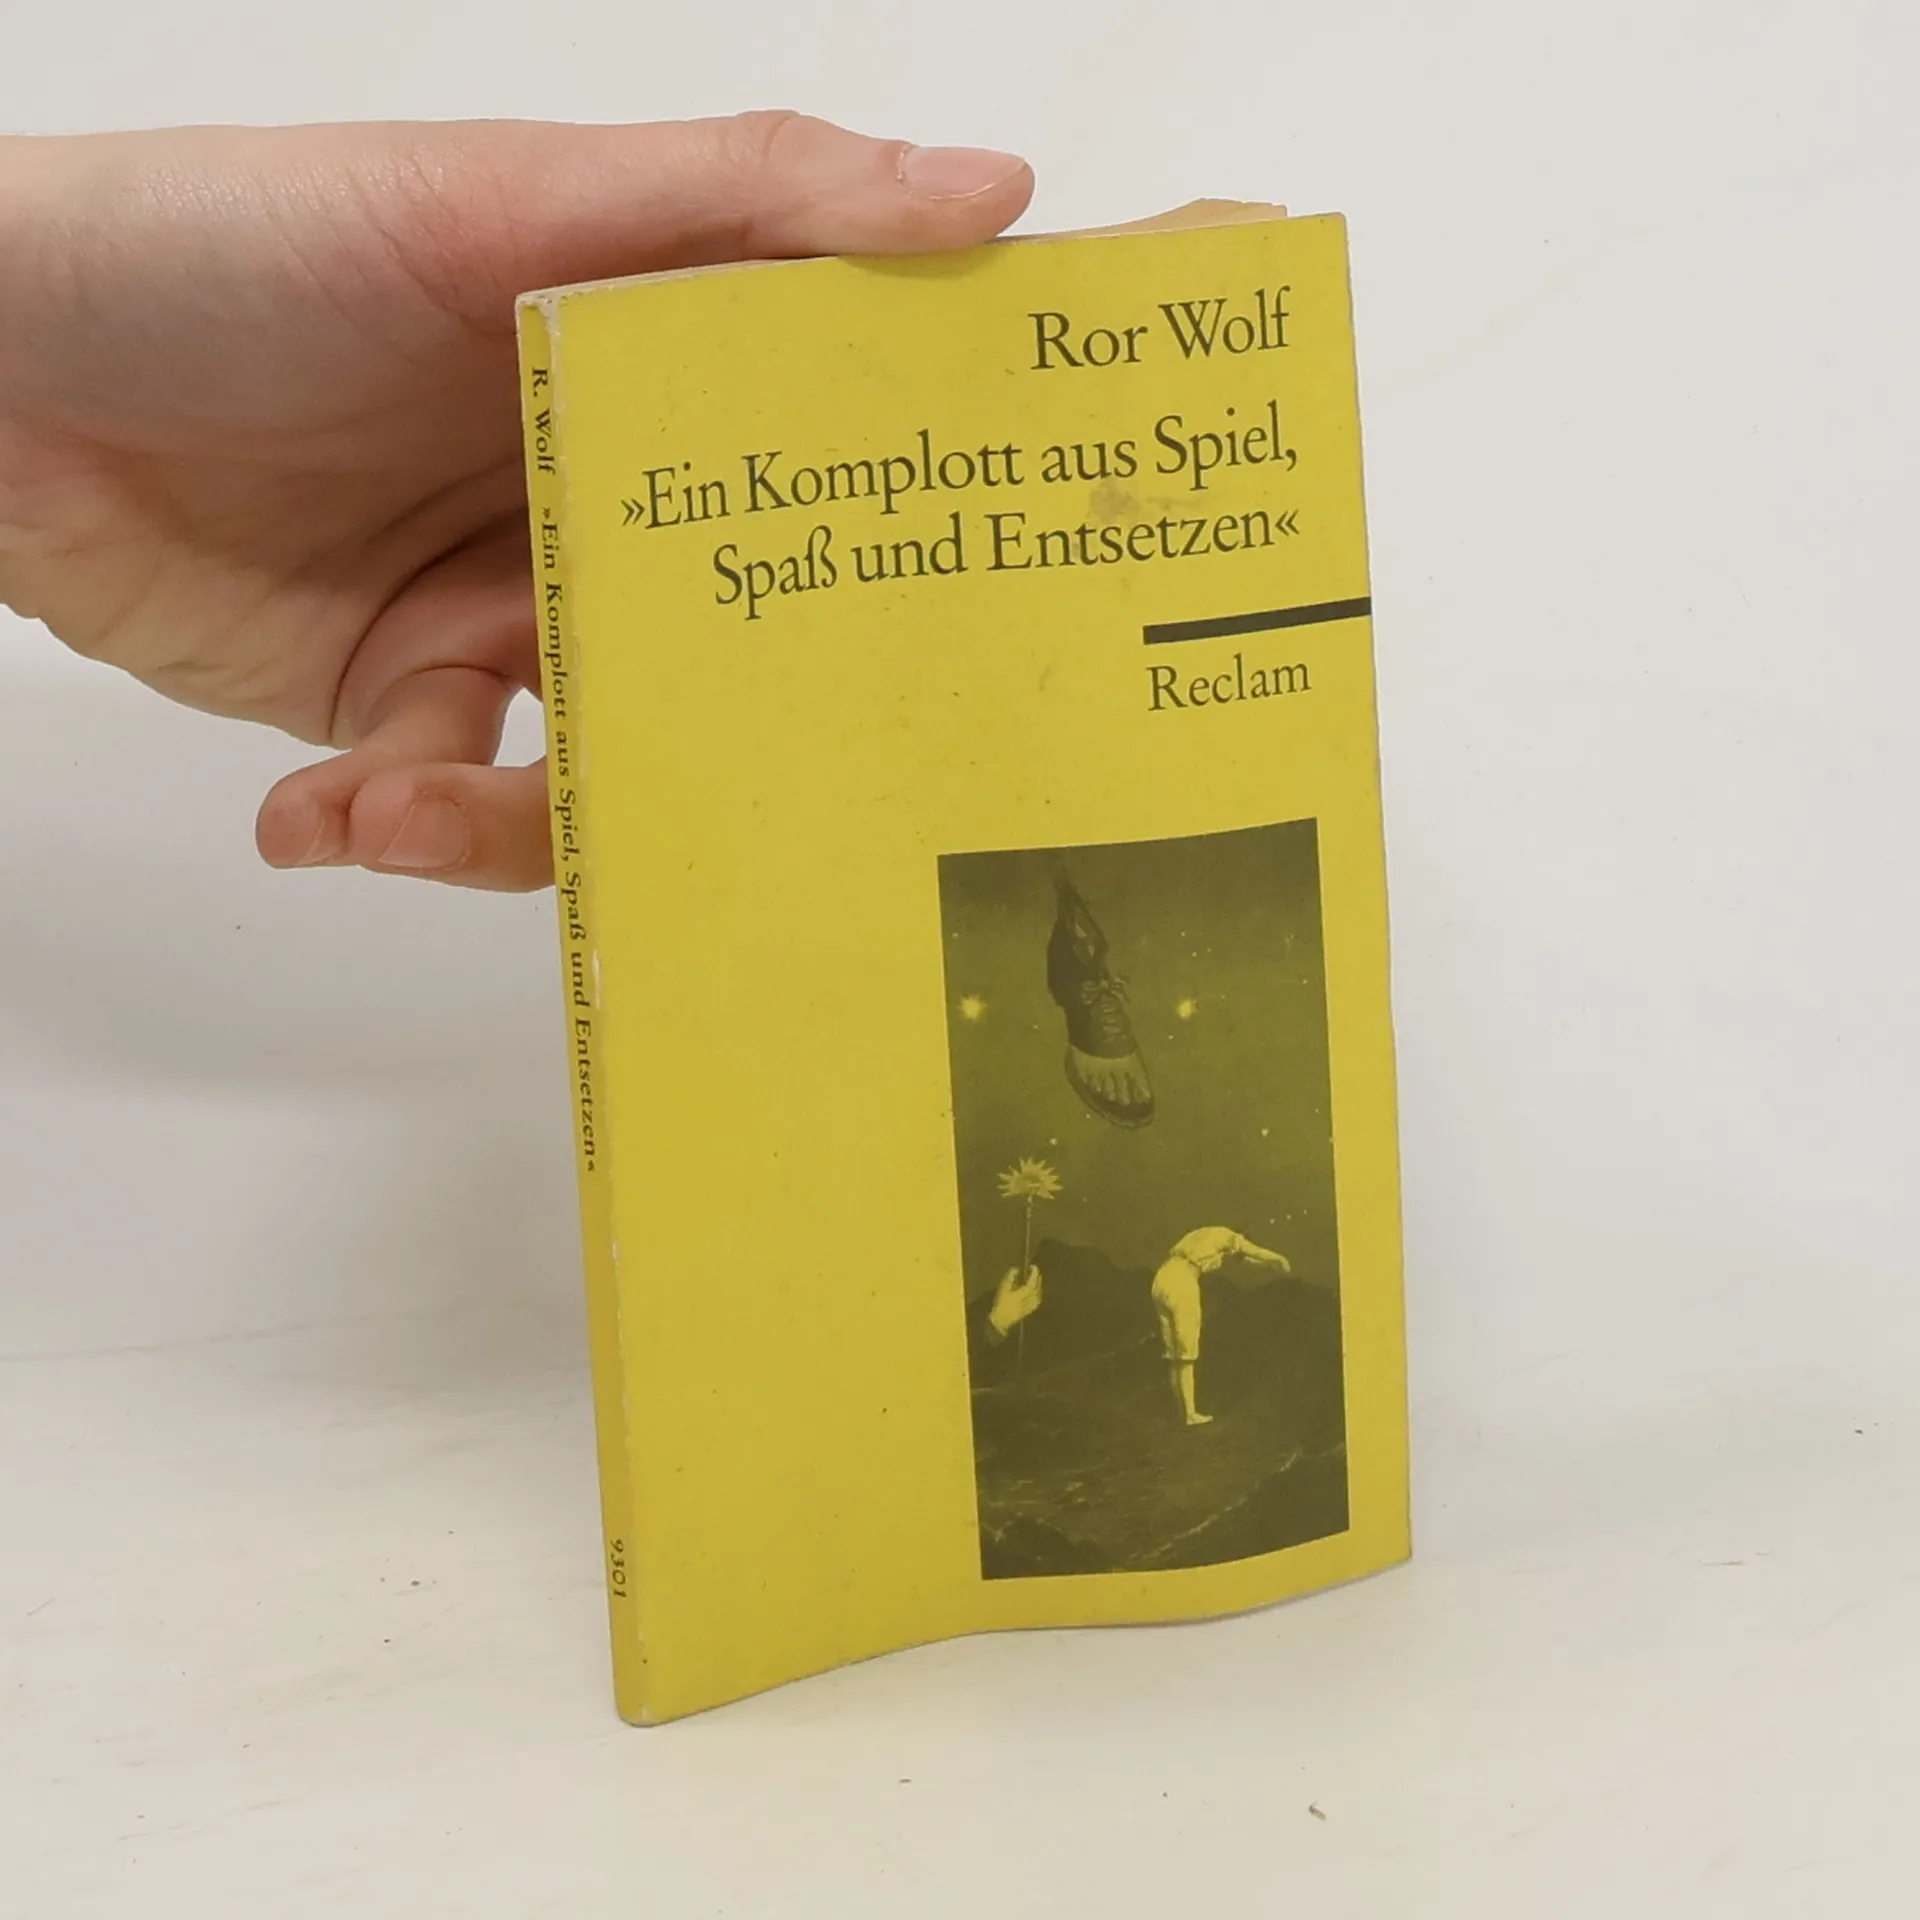 Ror Wolf
»Ein Komplott aus Spiel,
Spaß und Entsetzen«
Reclam
R. Wolf »Ein Komplott aus Spiel, Spaß und Entsetzen«
9301